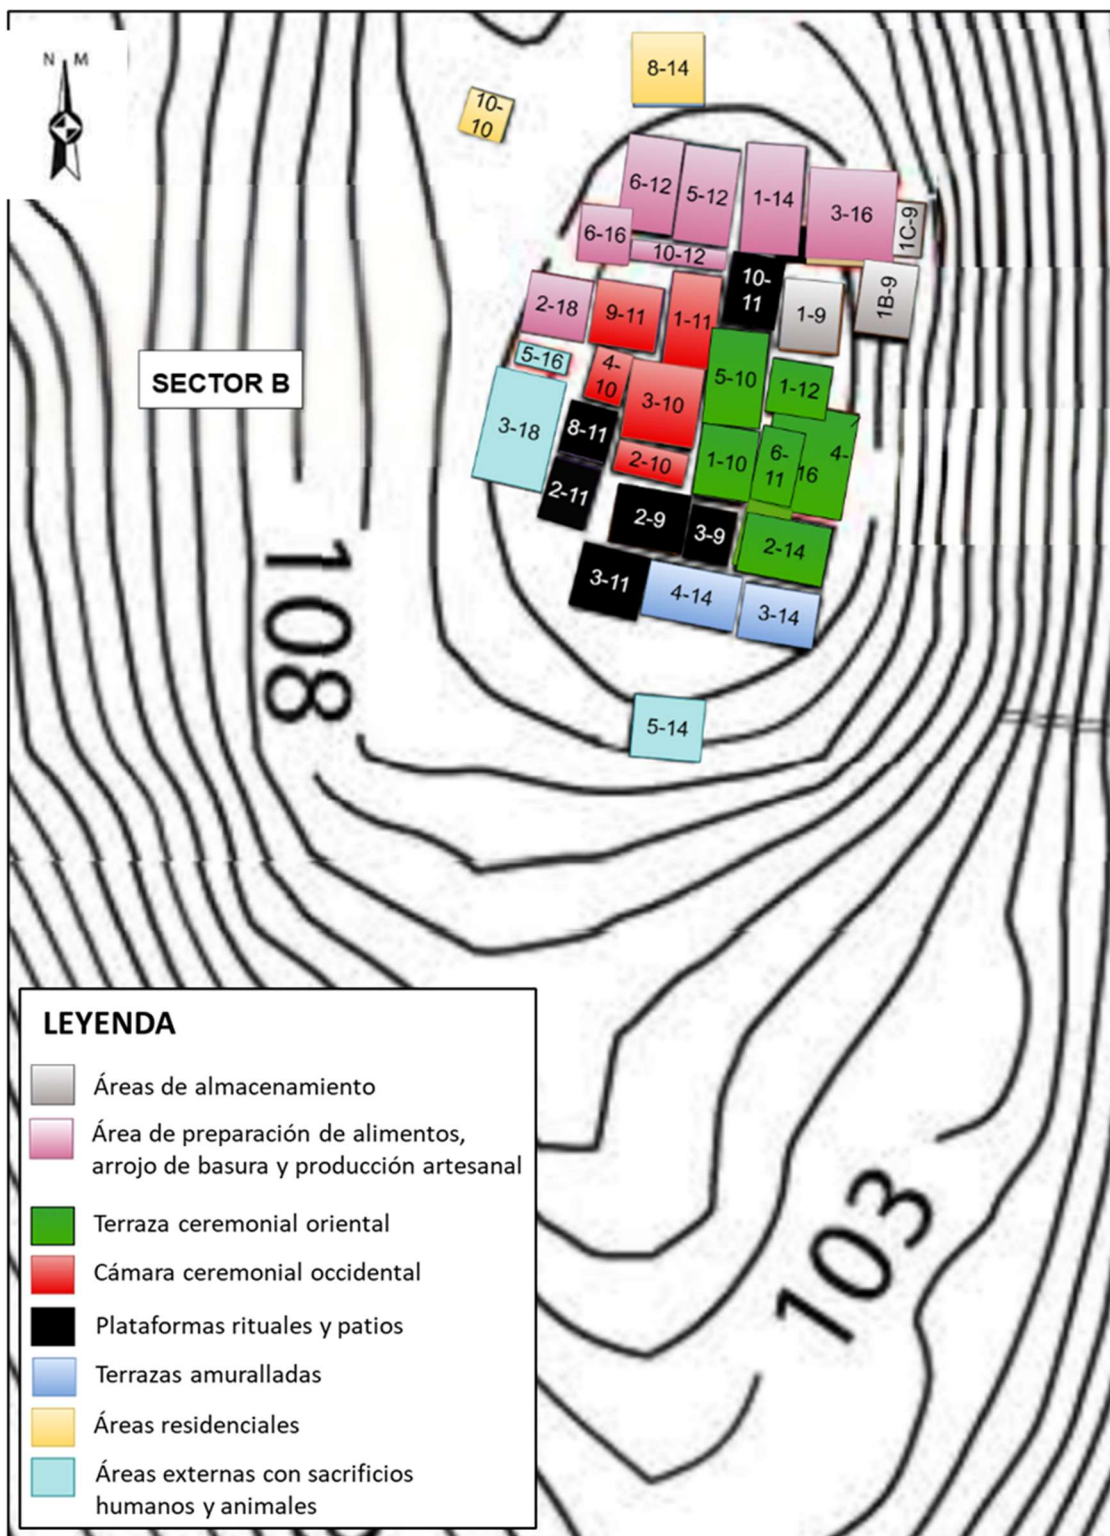 N M
8-14
10-
10
6-12
5-12
1-14
3-16
1C-9
6-16
10-12
10-
11
1-9
1B-9
2-18
9-11
1-11
5-16
4-
10
3-10
5-10
1-12
3-18
8-11
2-10
1-10
6-
11
4-
16
2-11
2-9
3-9
2-14
3-11
4-14
3-14
5-14
SECTOR B
108
103
LEYENDA
Áreas de almacenamiento
Área de preparación de alimentos,
arrojo de basura y producción artesanal
Terraza ceremonial oriental
Cámara ceremonial occidental
Plataformas rituales y patios
Terrazas amuralladas
Áreas residenciales
Áreas externas con sacrificios
humanos y animales